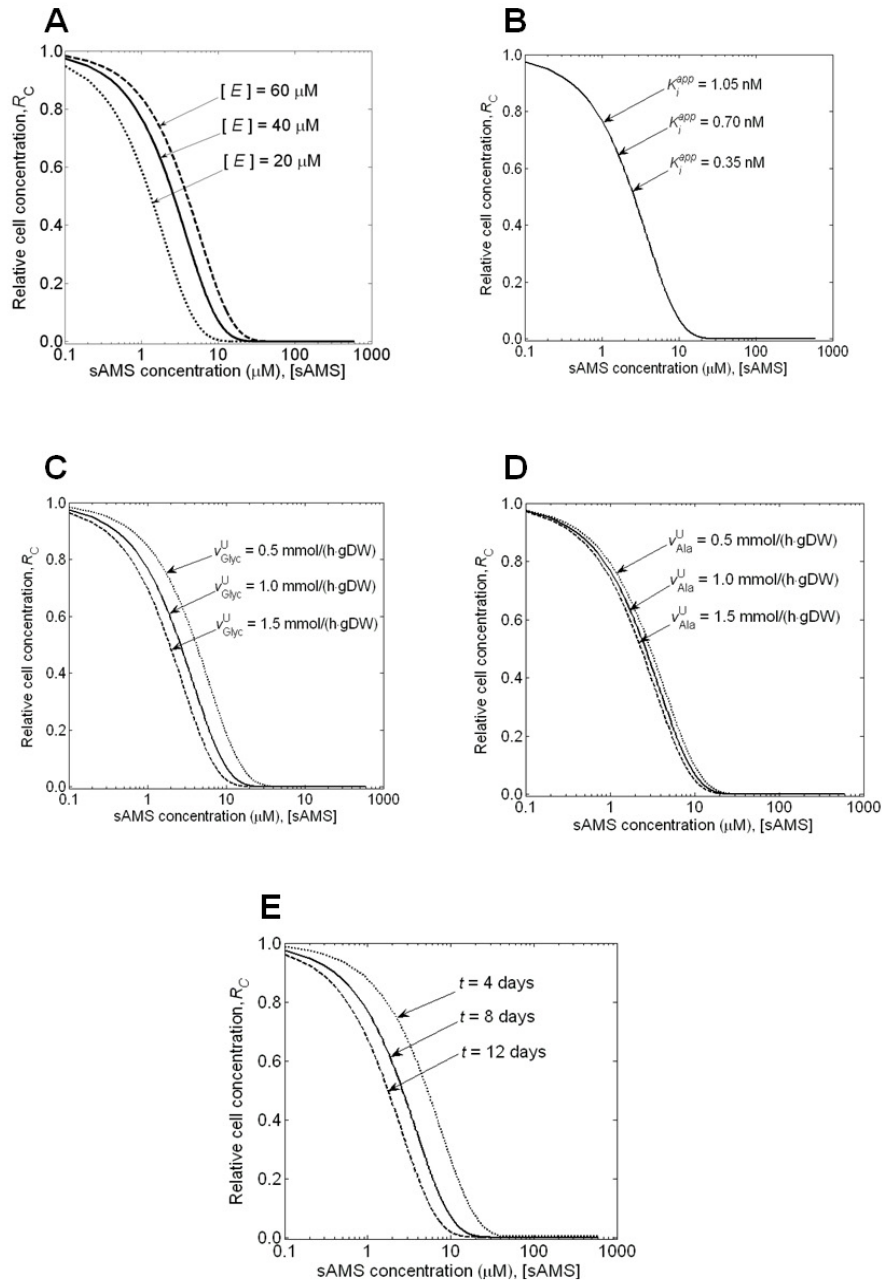 A
1.0
0.8
0.6
0.4
0.2
0.0
Relative cell concentration, R_C
[ E ] = 60 μM
[ E ] = 40 μM
[ E ] = 20 μM
0.1 1 10 100 1000
sAMS concentration (μM), [sAMS]
B
1.0
0.8
0.6
0.4
0.2
0.0
Relative cell concentration, R_C
K_i^app = 1.05 nM
K_i^app = 0.70 nM
K_i^app = 0.35 nM
0.1 1 10 100 1000
sAMS concentration (μM), [sAMS]
C
1.0
0.8
0.6
0.4
0.2
0.0
Relative cell concentration, R_C
v_Glyc^U = 0.5 mmol/(h·gDW)
v_Glyc^U = 1.0 mmol/(h·gDW)
v_Glyc^U = 1.5 mmol/(h·gDW)
0.1 1 10 100 1000
sAMS concentration (μM), [sAMS]
D
1.0
0.8
0.6
0.4
0.2
0.0
Relative cell concentration, R_C
v_Ala^U = 0.5 mmol/(h·gDW)
v_Ala^U = 1.0 mmol/(h·gDW)
v_Ala^U = 1.5 mmol/(h·gDW)
0.1 1 10 100 1000
sAMS concentration (μM), [sAMS]
E
1.0
0.8
0.6
0.4
0.2
0.0
Relative cell concentration, R_C
t = 4 days
t = 8 days
t = 12 days
0.1 1 10 100 1000
sAMS concentration (μM), [sAMS]